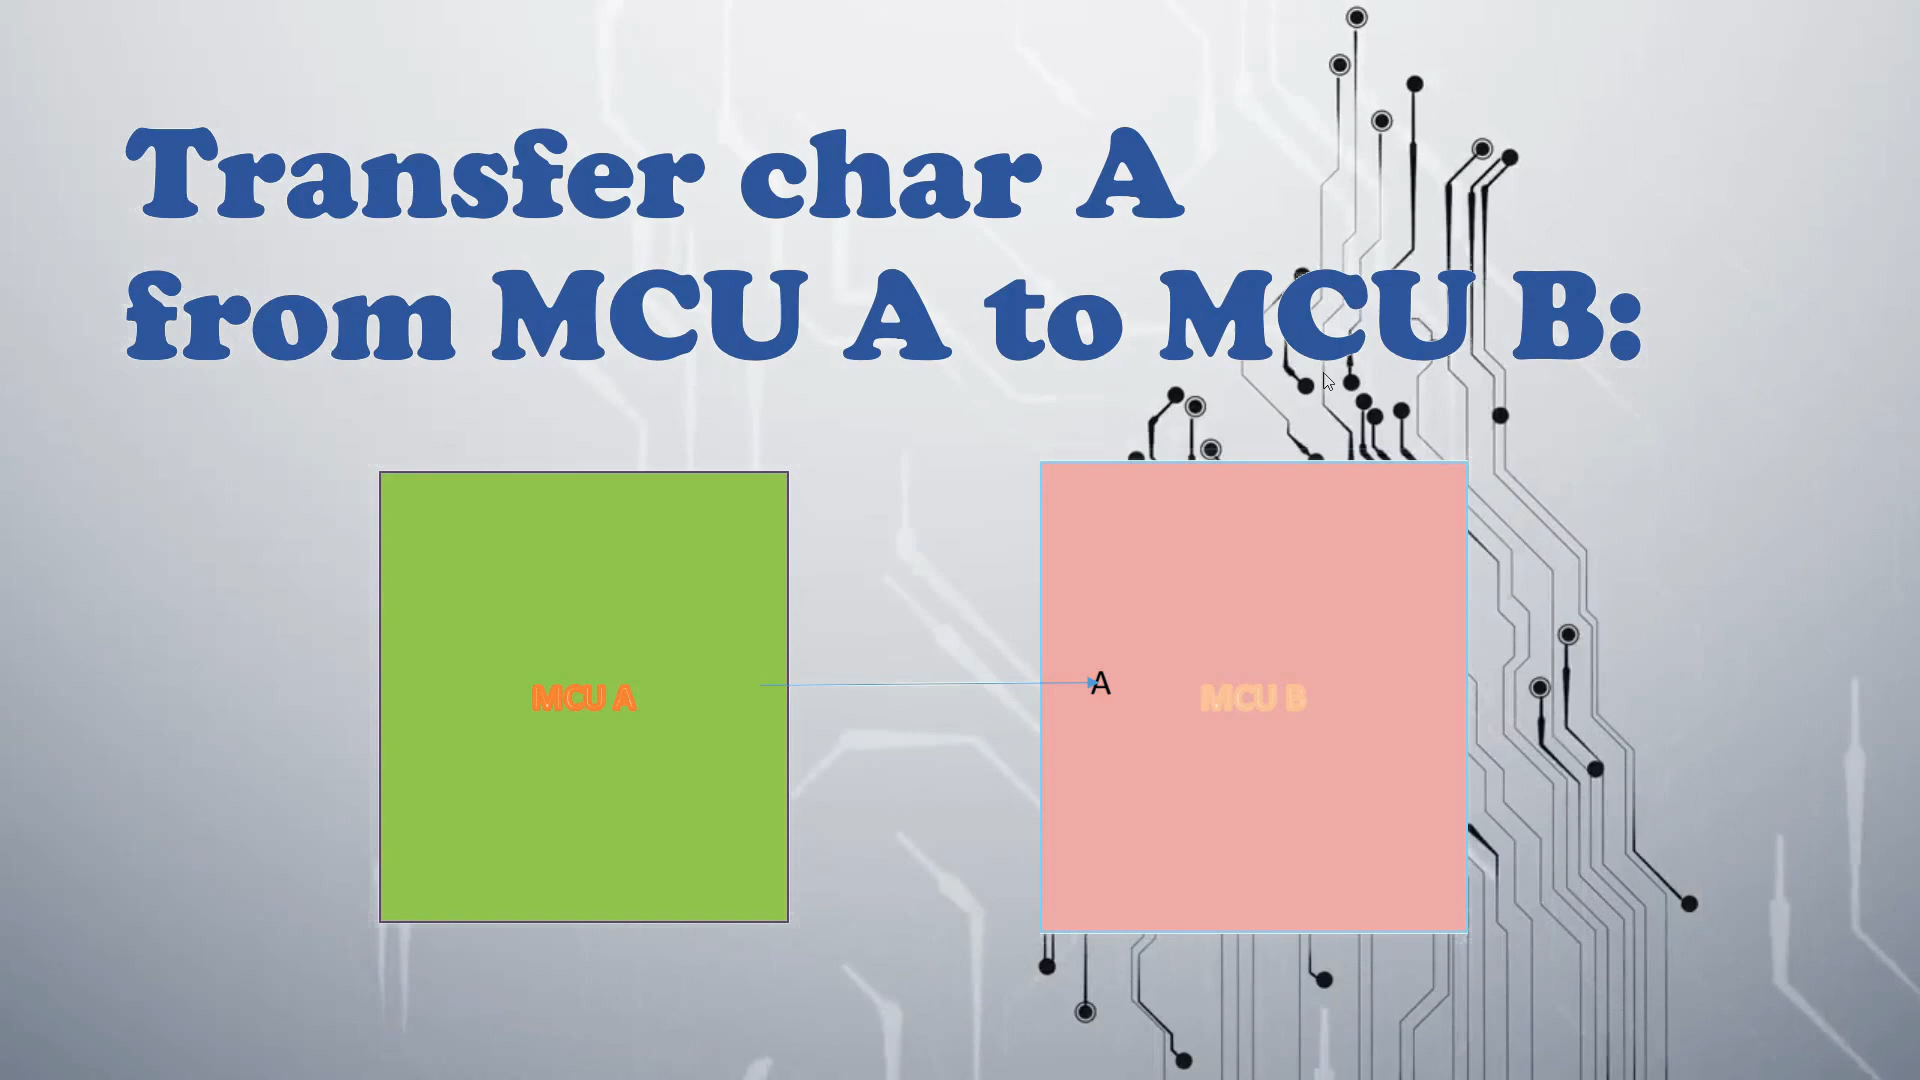 Transfer char A
from MCU A to MCU B:
MCU A
A
MCU B